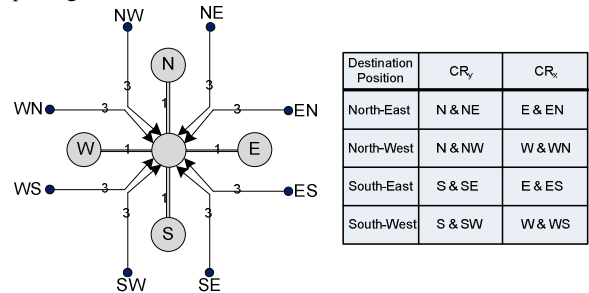 NW NE
N
3 3
WN 3 1 3 EN
W 1 1 E
WS 3 1 3 ES
3 3
S
SW SE
Destination Position CRy CRx
North-East N & NE E & EN
North-West N & NW W & WN
South-East S & SE E & ES
South-West S & SW W & WS